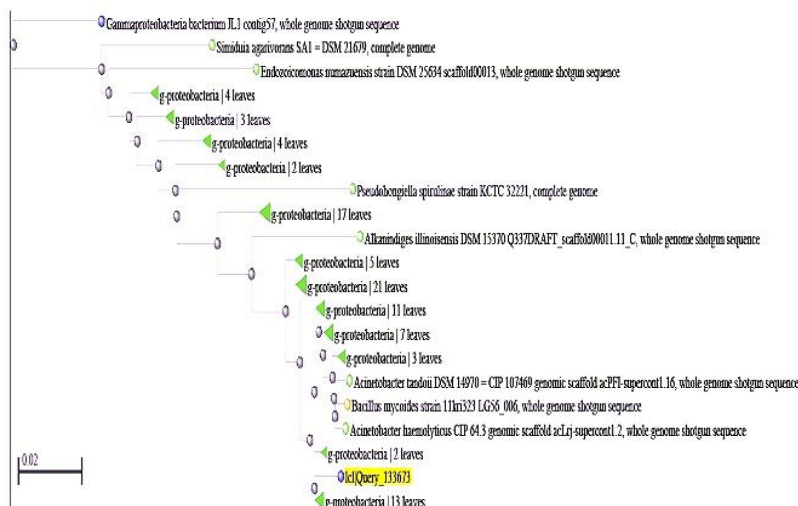 Gammaproteobacteria bacterium JL1 contig57, whole genome shotgun sequence
Simiduia agarivorans SA1 = DSM 21679, complete genome
Endozoicomonas numazuensis strain DSM 25634 scaffold00013, whole genome shotgun sequence
g-proteobacteria | 4 leaves
g-proteobacteria | 3 leaves
g-proteobacteria | 4 leaves
g-proteobacteria | 2 leaves
Pseudohongiella spirulinae strain KCTC 32221, complete genome
g-proteobacteria | 17 leaves
Alkanindiges illinoisensis DSM 15370 Q337DRAFT_scaffold00011.11_C, whole genome shotgun sequence
g-proteobacteria | 5 leaves
g-proteobacteria | 21 leaves
g-proteobacteria | 11 leaves
g-proteobacteria | 7 leaves
g-proteobacteria | 3 leaves
Acinetobacter tandoii DSM 14970 = CIP 107469 genomic scaffold acPFI-supercont1.16, whole genome shotgun sequence
Bacillus mycoides strain 11kri323 LG56_006, whole genome shotgun sequence
Acinetobacter haemolyticus CIP 64.3 genomic scaffold acLrj-supercont1.2, whole genome shotgun sequence
g-proteobacteria | 2 leaves
0.02
lcl|Query_133673
g-proteobacteria | 13 leaves